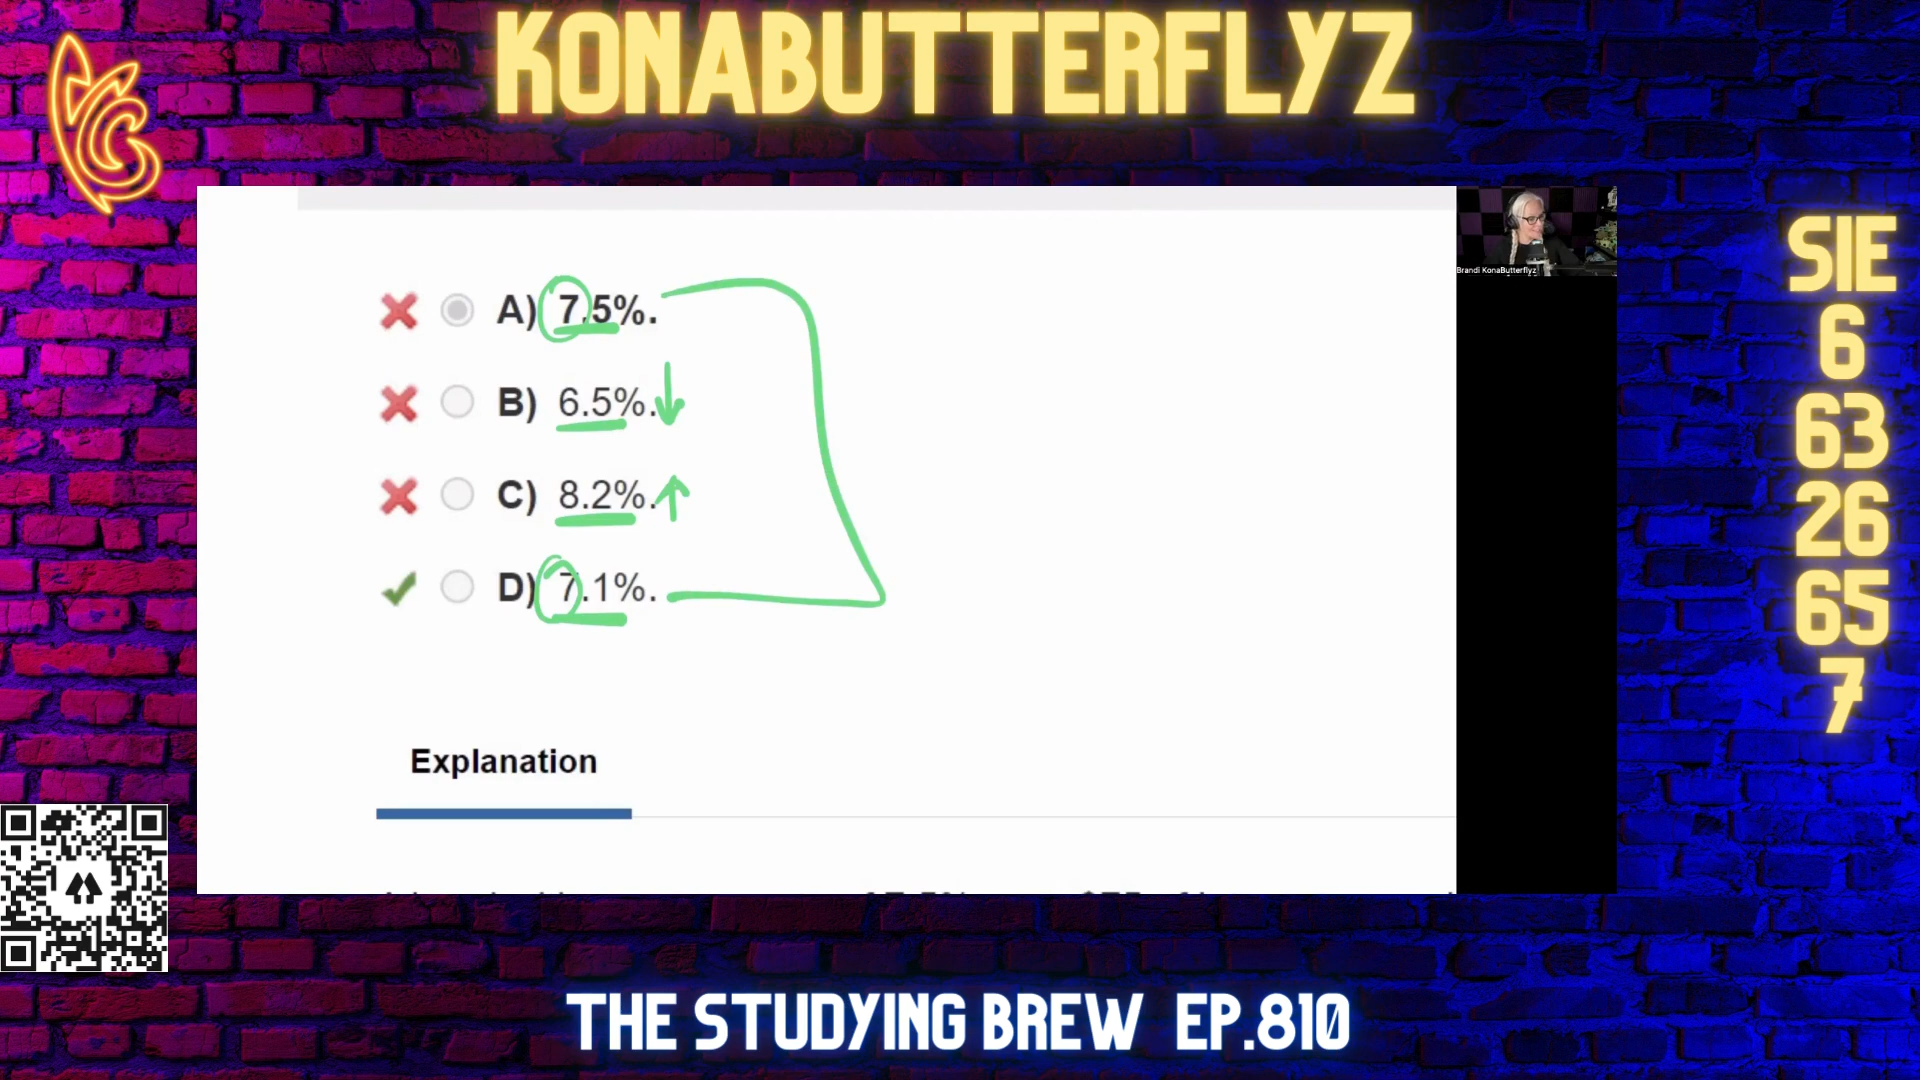 KONABUTTERFLYZ
A) 7.5%.
B) 6.5%.
C) 8.2%.
D) 7.1%.
Explanation
Brandi KonaButterflyz
SIE
6
63
26
65
7
THE STUDYING BREW EP.810